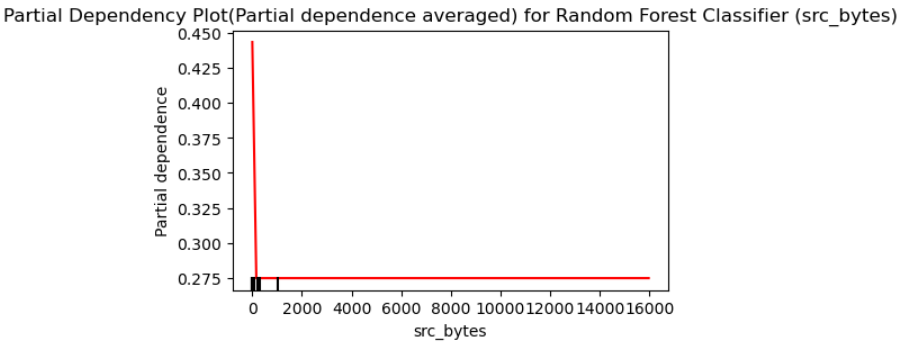 Partial Dependency Plot(Partial dependence averaged) for Random Forest Classifier (src_bytes)
0.450
0.425
0.400
0.375
0.350
0.325
0.300
0.275
Partial dependence
0 2000 4000 6000 8000 10000 12000 14000 16000
src_bytes